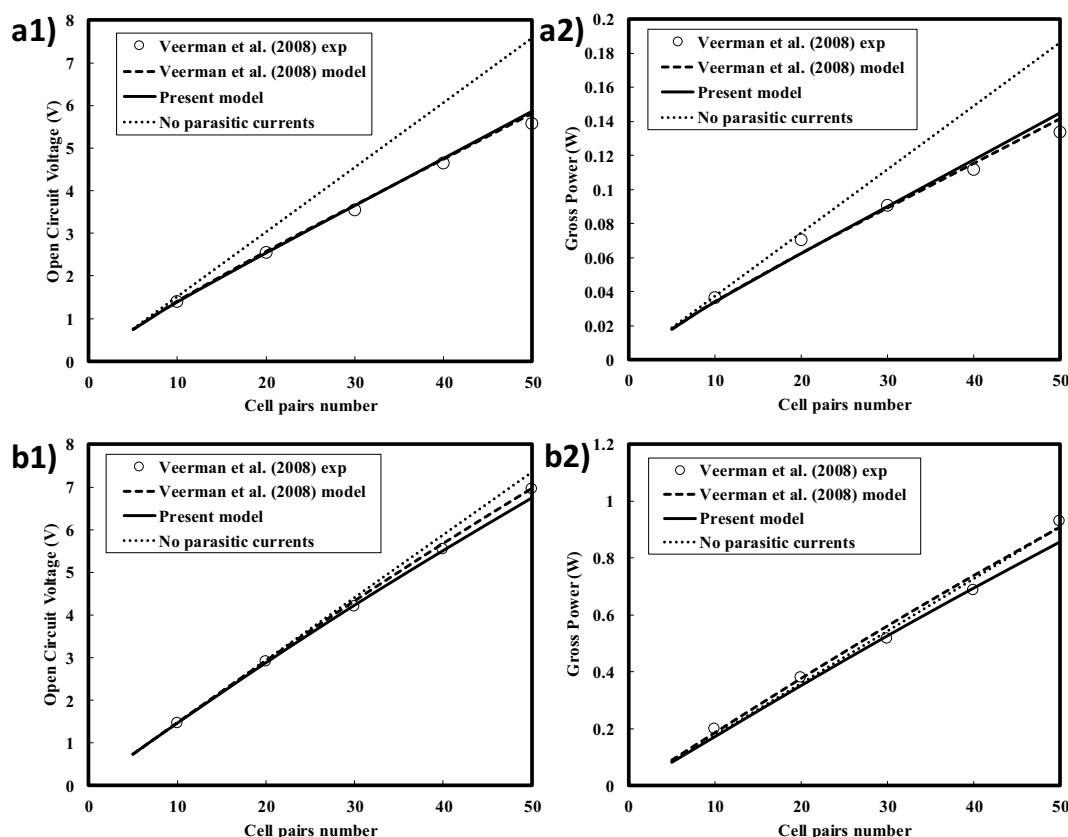 a1)
Veerman et al. (2008) exp
Veerman et al. (2008) model
Present model
No parasitic currents
Open Circuit Voltage (V)
8
7
6
5
4
3
2
1
0
0 10 20 30 40 50
Cell pairs number
a2)
Veerman et al. (2008) exp
Veerman et al. (2008) model
Present model
No parasitic currents
Gross Power (W)
0.2
0.18
0.16
0.14
0.12
0.1
0.08
0.06
0.04
0.02
0
0 10 20 30 40 50
Cell pairs number
b1)
Veerman et al. (2008) exp
Veerman et al. (2008) model
Present model
No parasitic currents
Open Circuit Voltage (V)
8
7
6
5
4
3
2
1
0
0 10 20 30 40 50
Cell pairs number
b2)
Veerman et al. (2008) exp
Veerman et al. (2008) model
Present model
No parasitic currents
Gross Power (W)
1.2
1
0.8
0.6
0.4
0.2
0
0 10 20 30 40 50
Cell pairs number